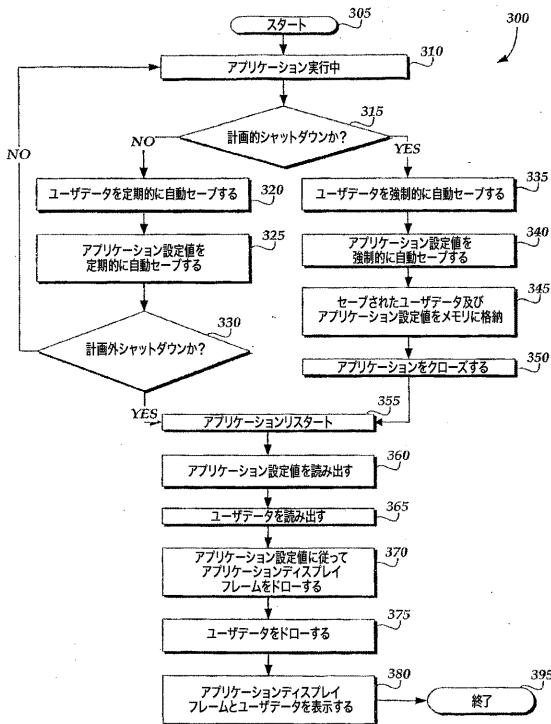 305
スタート
300
310
アプリケーション実行中
315
計画的シャットダウンか?
NO
YES
NO
320
ユーザデータを定期的に自動セーブする
335
ユーザデータを強制的に自動セーブする
325
アプリケーション設定値を
定期的に自動セーブする
340
アプリケーション設定値を
強制的に自動セーブする
345
セーブされたユーザデータ及び
アプリケーション設定値をメモリに格納
330
計画外シャットダウンか?
350
アプリケーションをクローズする
YES
355
アプリケーションリスタート
360
アプリケーション設定値を読み出す
365
ユーザデータを読み出す
370
アプリケーション設定値に従って
アプリケーションディスプレイ
フレームをドローする
375
ユーザデータをドローする
380
アプリケーションディスプレイ
フレームとユーザデータを表示する
395
終了